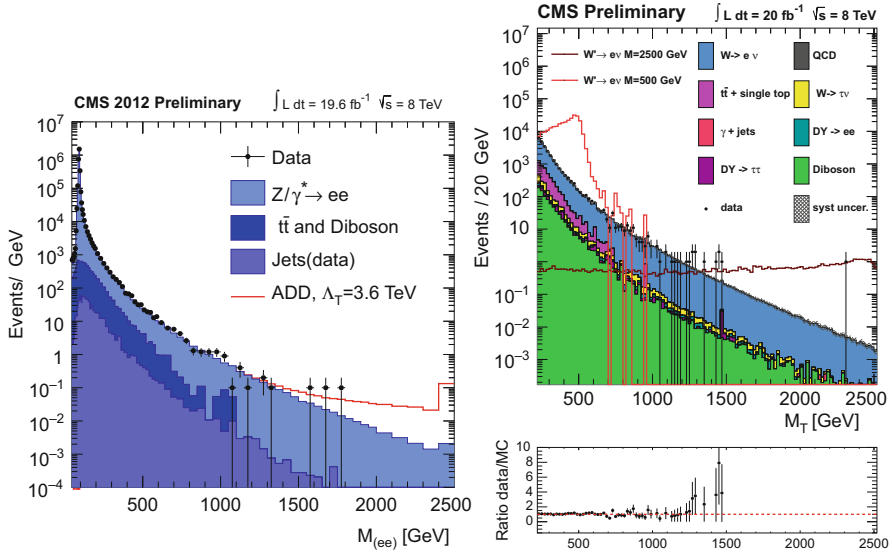 CMS 2012 Preliminary
∫ L dt = 19.6 fb⁻¹ √s = 8 TeV
Events/ GeV
10⁷
10⁶
10⁵
10⁴
10³
10²
10
1
10⁻¹
10⁻²
10⁻³
10⁻⁴
Data
Z/γ*→ ee
tt̄ and Diboson
Jets(data)
ADD, Λ_T=3.6 TeV
500 1000 1500 2000 2500
M(ee) [GeV]
CMS Preliminary
∫ L dt = 20 fb⁻¹ √s = 8 TeV
Events / 20 GeV
10⁷
10⁵
10⁴
10³
10²
10
10⁻¹
10⁻²
10⁻³
W'→ eν M=2500 GeV
W'→ eν M=500 GeV
W-> e ν
QCD
tt̄ + single top
W-> τν
γ + jets
DY -> ee
DY -> ττ
Diboson
data
syst uncer.
500 1000 1500 2000 2500
M_T [GeV]
Ratio data/MC
10
8
6
4
2
0
500 1000 1500 2000 2500